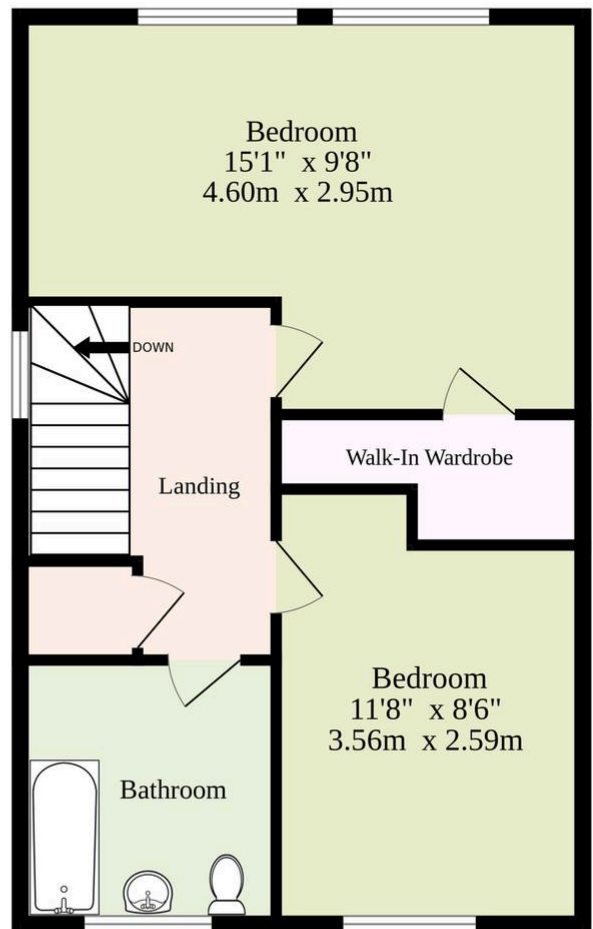 Bedroom
15'1" x 9'8"
4.60m x 2.95m
DOWN
Walk-In Wardrobe
Landing
Bedroom
11'8" x 8'6"
3.56m x 2.59m
Bathroom